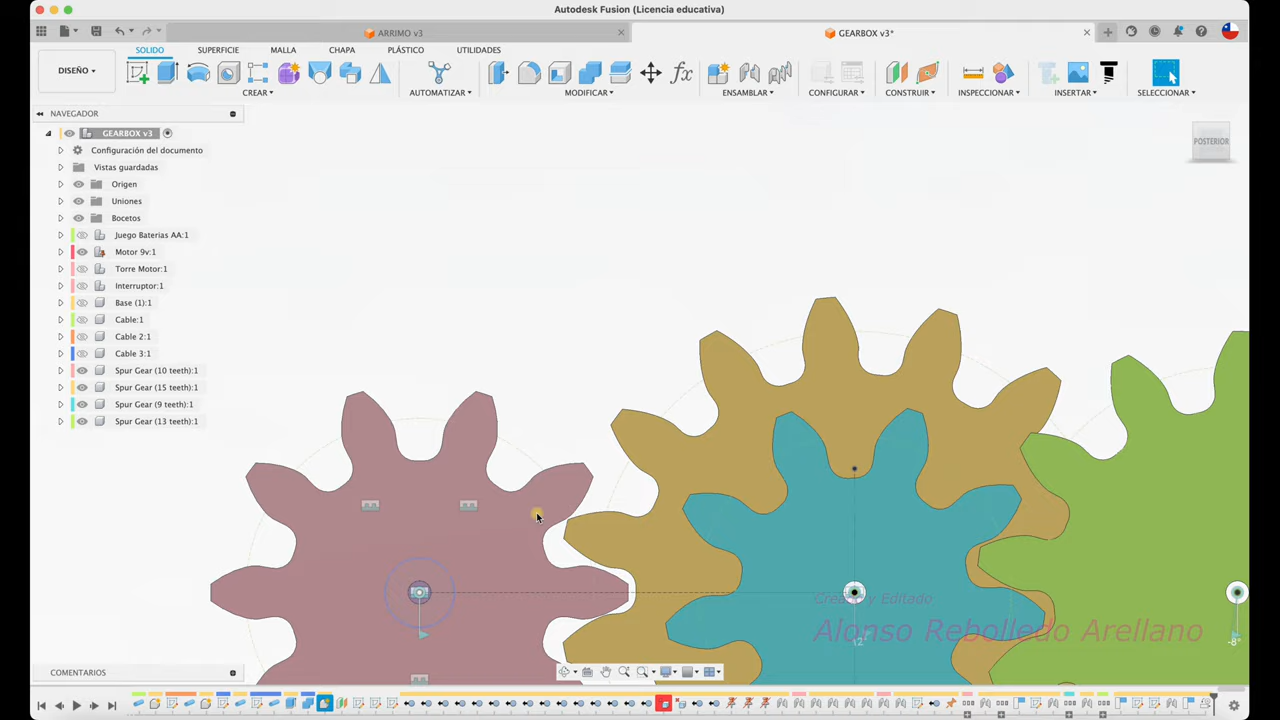 Autodesk Fusion (Licencia educativa)
ARRIMO v3
GEARBOX v3*
DISEÑO
SOLIDO
SUPERFICIE
MALLA
CHAPA
PLÁSTICO
UTILIDADES
CREAR
AUTOMATIZAR
MODIFICAR
ENSAMBLAR
CONFIGURAR
CONSTRUIR
INSPECCIONAR
INSERTAR
SELECCIONAR
NAVEGADOR
GEARBOX v3
Configuración del documento
Vistas guardadas
Origen
Uniones
Bocetos
Juego Baterias AA:1
Motor 9v:1
Torre Motor:1
Interruptor:1
Base (1):1
Cable:1
Cable 2:1
Cable 3:1
Spur Gear (10 teeth):1
Spur Gear (15 teeth):1
Spur Gear (9 teeth):1
Spur Gear (13 teeth):1
POSTERIOR
Alonso Rebolledo Arellano
-8°
COMENTARIOS